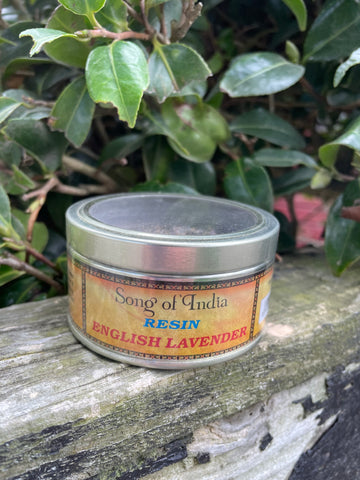 Song of India
RESIN
ENGLISH LAVENDER